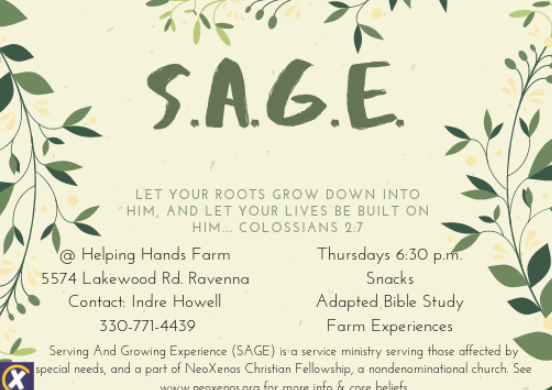 S.A.G.E.
LET YOUR ROOTS GROW DOWN INTO
HIM, AND LET YOUR LIVES BE BUILT ON
HIM... COLOSSIANS 2:7
@ Helping Hands Farm
5574 Lakewood Rd. Ravenna
Contact: Indre Howell
330-771-4439
Thursdays 6:30 p.m.
Snacks
Adapted Bible Study
Farm Experiences
Serving And Growing Experience (SAGE) is a service ministry serving those affected by
special needs, and a part of NeoXenos Christian Fellowship, a nondenominational church. See
www.neoxenos.org for more info & core beliefs